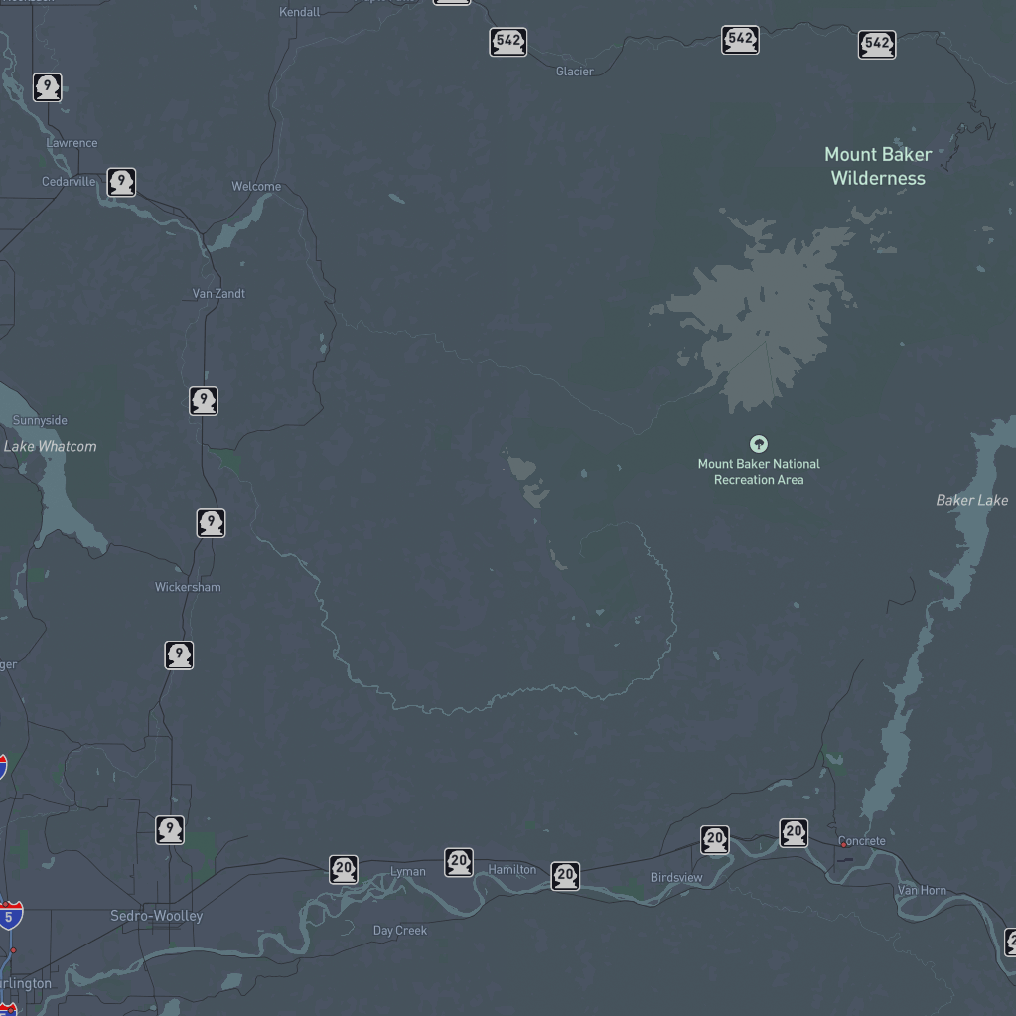 Kendall
542
542
542
Glacier
9
Lawrence
Mount Baker
Wilderness
Cedarville
9
Welcome
Van Zandt
9
Sunnyside
Lake Whatcom
Mount Baker National
Recreation Area
Baker Lake
9
Wickersham
9
9
20
20
20
20
20
Concrete
Lyman
Hamilton
Birdsview
Van Horn
5
Sedro-Woolley
Day Creek